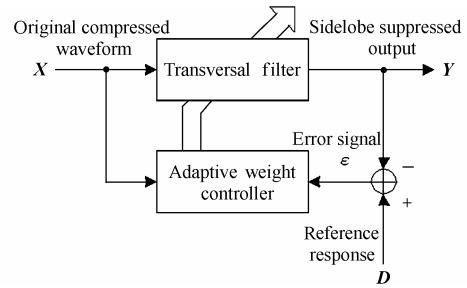 Original compressed
waveform
Sidelobe suppressed
output
X
Transversal filter
Y
Error signal
ε
−
Adaptive weight
controller
+
Reference
response
D